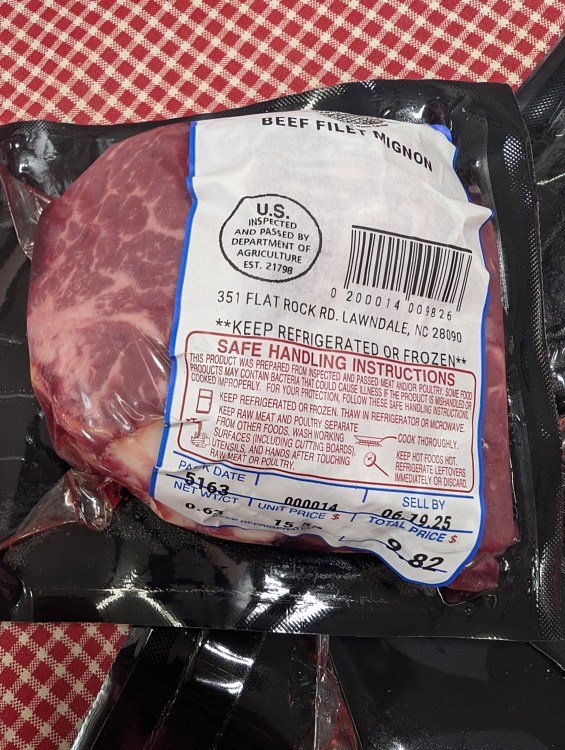 BEEF FILET MIGNON
U.S.
INSPECTED
AND PASSED BY
DEPARTMENT OF
AGRICULTURE
EST. 21798
0 200014 009826
351 FLAT ROCK RD. LAWNDALE, NC 28090
**KEEP REFRIGERATED OR FROZEN**
SAFE HANDLING INSTRUCTIONS
THIS PRODUCT WAS PREPARED FROM INSPECTED AND PASSED MEAT AND/OR POULTRY. SOME FOOD
PRODUCTS MAY CONTAIN BACTERIA THAT COULD CAUSE ILLNESS IF THE PRODUCT IS MISHANDLED OR
COOKED IMPROPERLY. FOR YOUR PROTECTION, FOLLOW THESE SAFE HANDLING INSTRUCTIONS.
KEEP REFRIGERATED OR FROZEN. THAW IN REFRIGERATOR OR MICROWAVE.
KEEP RAW MEAT AND POULTRY SEPARATE
FROM OTHER FOODS. WASH WORKING
SURFACES (INCLUDING CUTTING BOARDS),
UTENSILS, AND HANDS AFTER TOUCHING
RAW MEAT OR POULTRY.
COOK THOROUGHLY.
KEEP HOT FOODS HOT.
REFRIGERATE LEFTOVERS
IMMEDIATELY OR DISCARD.
PACK DATE
5163
000014
SELL BY
06.19.25
NET WT/CT
UNIT PRICE $
TOTAL PRICE $
0.63
9.82